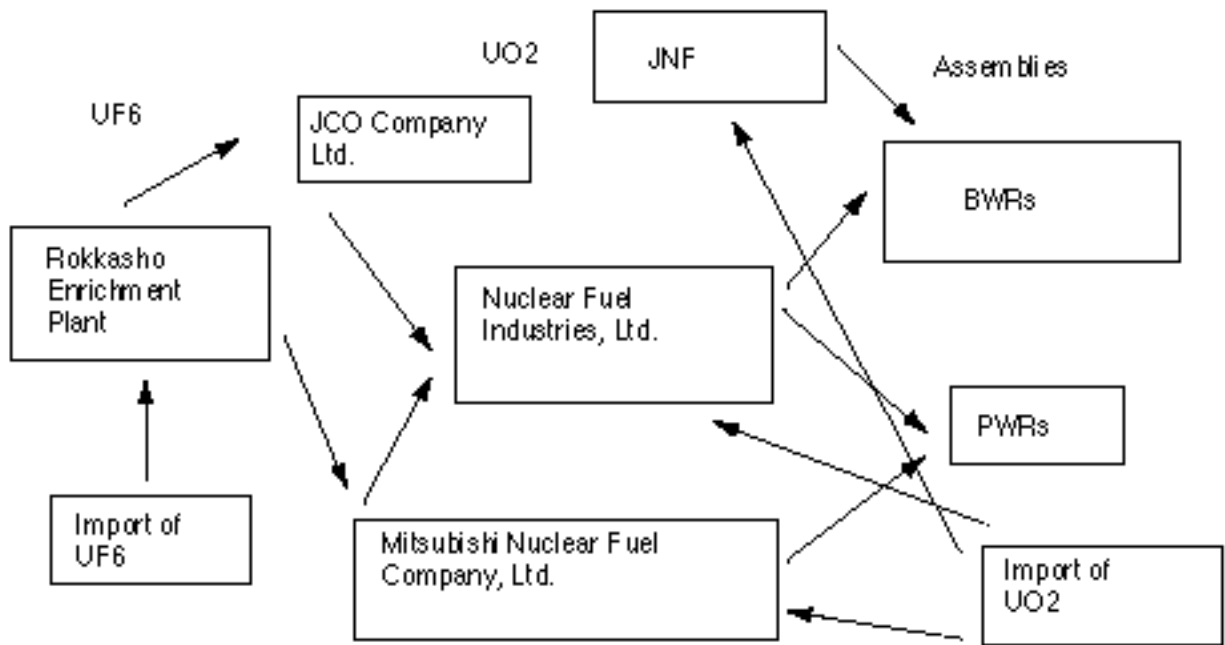 UO2
JNF
Assemblies
UF6
JCO Company
Ltd.
BWRs
Rokkasho
Enrichment
Plant
Nuclear Fuel
Industries, Ltd.
PWRs
Import of
UF6
Mitsubishi Nuclear Fuel
Company, Ltd.
Import of
UO2